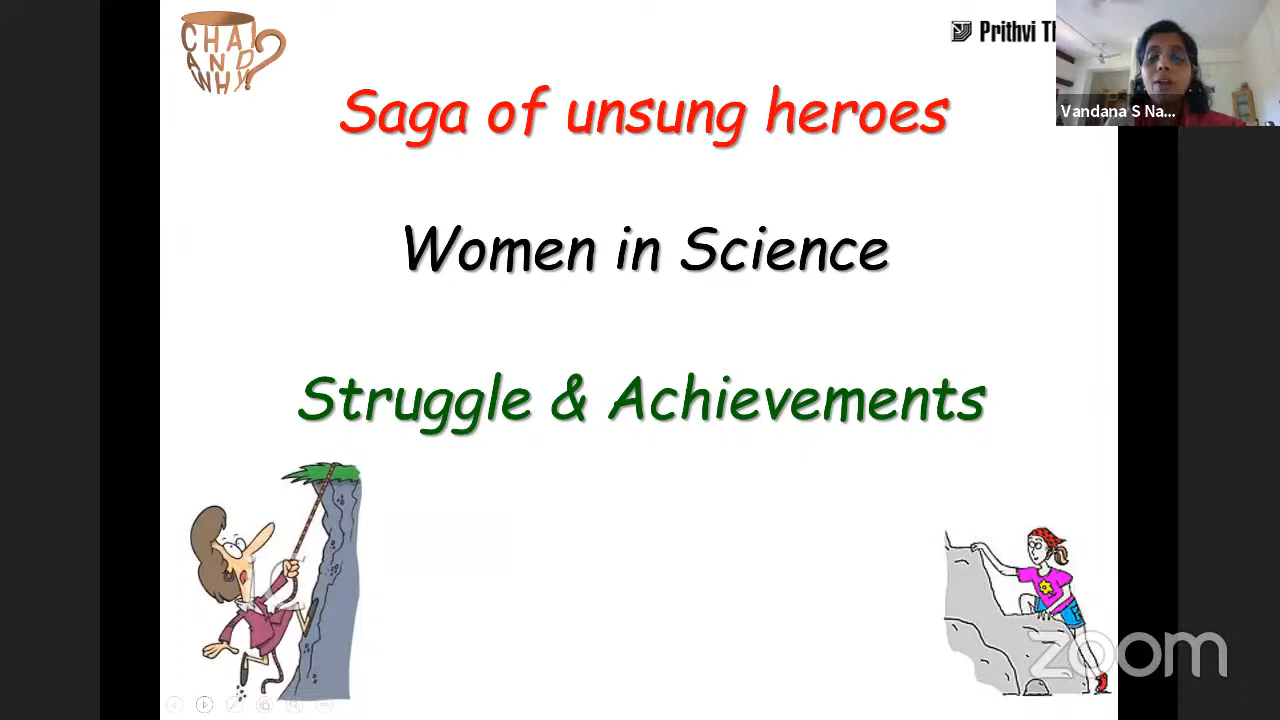 CHAI
AND
WHY?
Prithvi
Vandana S Na...
Saga of unsung heroes
Women in Science
Struggle & Achievements
zoom